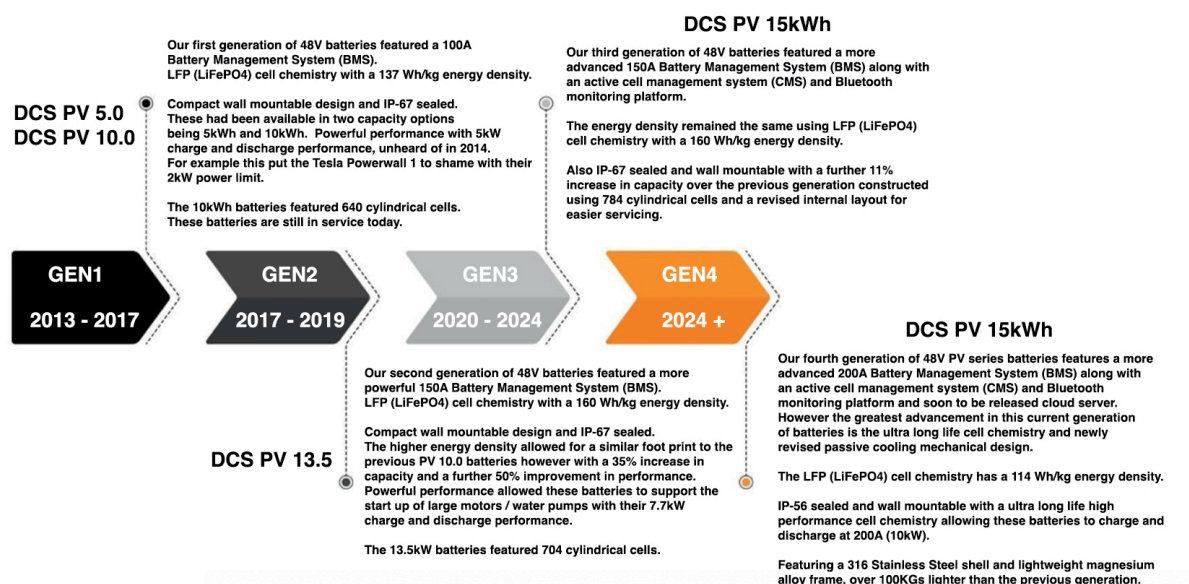 DCS PV 5.0
DCS PV 10.0
Our first generation of 48V batteries featured a 100A
Battery Management System (BMS).
LFP (LiFePO4) cell chemistry with a 137 Wh/kg energy density.
Compact wall mountable design and IP-67 sealed.
These had been available in two capacity options
being 5kWh and 10kWh. Powerful performance with 5kW
charge and discharge performance, unheard of in 2014.
For example this put the Tesla Powerwall 1 to shame with their
2kW power limit.
The 10kWh batteries featured 640 cylindrical cells.
These batteries are still in service today.
DCS PV 15kWh
Our third generation of 48V batteries featured a more
advanced 150A Battery Management System (BMS) along with
an active cell management system (CMS) and Bluetooth
monitoring platform.
The energy density remained the same using LFP (LiFePO4)
cell chemistry with a 160 Wh/kg energy density.
Also IP-67 sealed and wall mountable with a further 11%
increase in capacity over the previous generation constructed
using 784 cylindrical cells and a revised internal layout for
easier servicing.
GEN1
2013 - 2017
GEN2
2017 - 2019
GEN3
2020 - 2024
GEN4
2024 +
DCS PV 13.5
Our second generation of 48V batteries featured a more
powerful 150A Battery Management System (BMS).
LFP (LiFePO4) cell chemistry with a 160 Wh/kg energy density.
Compact wall mountable design and IP-67 sealed.
The higher energy density allowed for a similar foot print to the
previous PV 10.0 batteries however with a 35% increase in
capacity and a further 50% improvement in performance.
Powerful performance allowed these batteries to support the
start up of large motors / water pumps with their 7.7kW
charge and discharge performance.
The 13.5kW batteries featured 704 cylindrical cells.
DCS PV 15kWh
Our fourth generation of 48V PV series batteries features a more
advanced 200A Battery Management System (BMS) along with
an active cell management system (CMS) and Bluetooth
monitoring platform and soon to be released cloud server.
However the greatest advancement in this current generation
of batteries is the ultra long life cell chemistry and newly
revised passive cooling mechanical design.
The LFP (LiFePO4) cell chemistry has a 114 Wh/kg energy density.
IP-56 sealed and wall mountable with a ultra long life high
performance cell chemistry allowing these batteries to charge and
discharge at 200A (10kW).
Featuring a 316 Stainless Steel shell and lightweight magnesium
alloy frame, over 100KGs lighter than the previous generation.